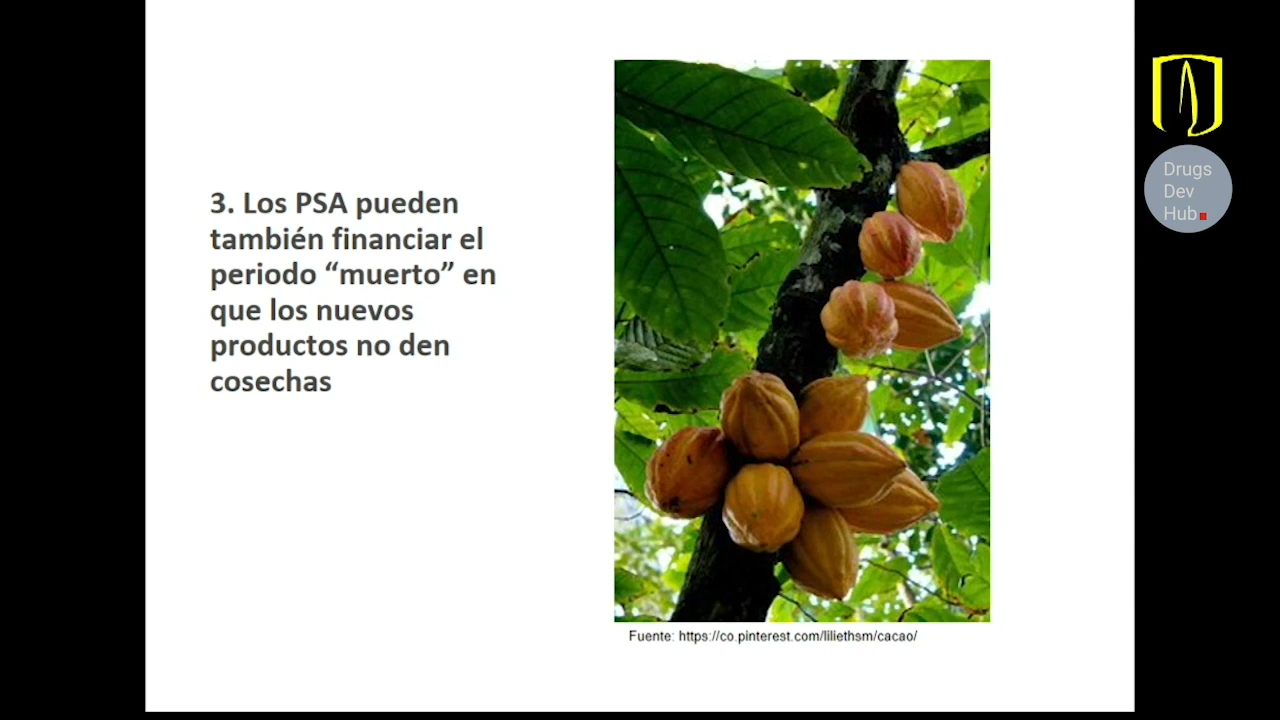 3. Los PSA pueden
también financiar el
periodo “muerto” en
que los nuevos
productos no den
cosechas
Fuente: https://co.pinterest.com/liliethsm/cacao/
Drugs
Dev
Hub